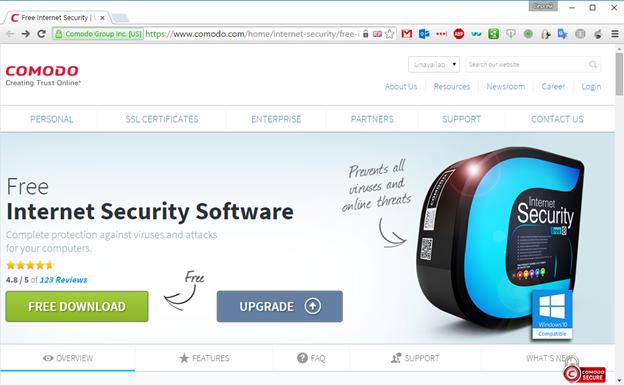 Free Internet Security |
Comodo Group Inc. [US] https://www.comodo.com/home/internet-security/free-i
COMODO
Creating Trust Online®
Unavailab
Search our website
About Us Resources Newsroom Career Login
PERSONAL SSL CERTIFICATES ENTERPRISE PARTNERS SUPPORT CONTACT US
Free
Internet Security Software
Complete protection against viruses and attacks
for your computers.
4.8 / 5 of 123 Reviews
FREE DOWNLOAD
Free
UPGRADE
Prevents all
viruses and
online threats
Internet
Security
Windows 10
Compatible
OVERVIEW FEATURES FAQ SUPPORT WHAT'S NEW
COMODO
SECURE